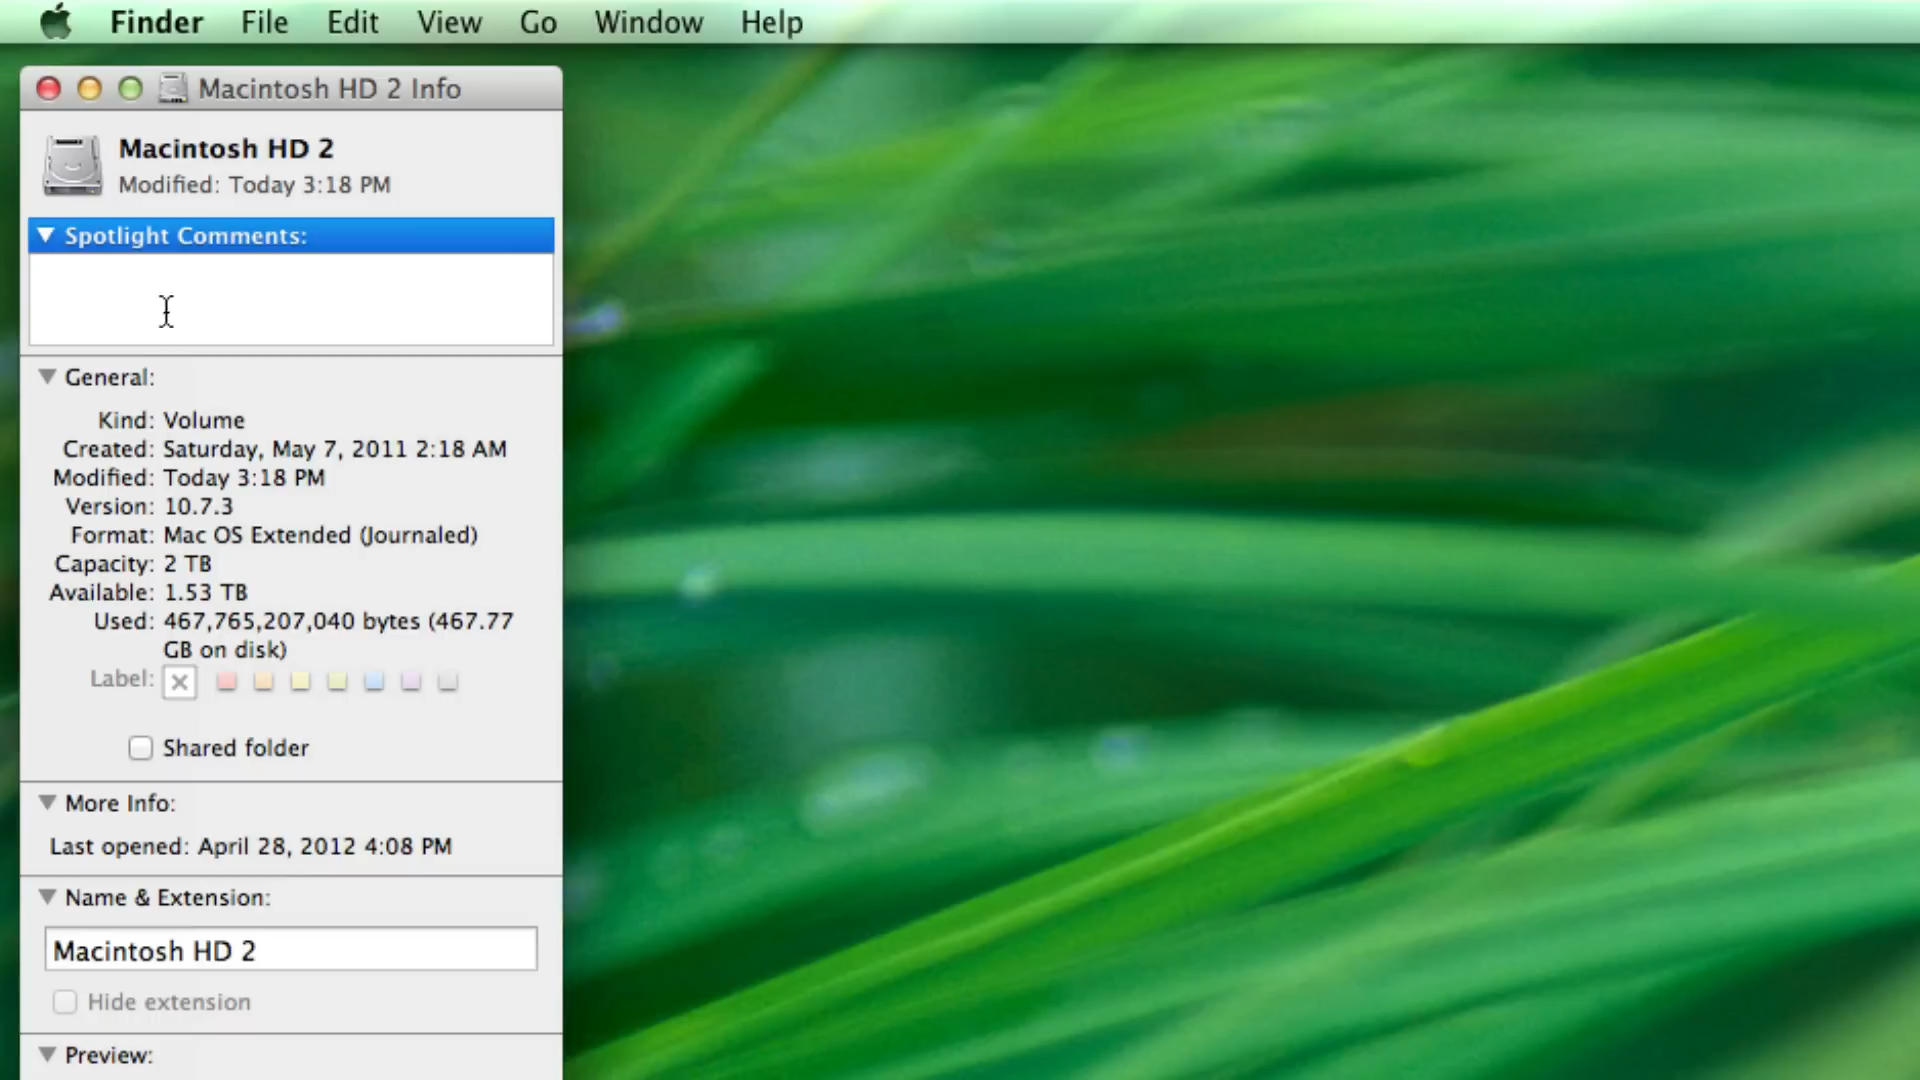 Finder File Edit View Go Window Help
Macintosh HD 2 Info
Macintosh HD 2
Modified: Today 3:18 PM
Spotlight Comments:
General:
Kind: Volume
Created: Saturday, May 7, 2011 2:18 AM
Modified: Today 3:18 PM
Version: 10.7.3
Format: Mac OS Extended (Journaled)
Capacity: 2 TB
Available: 1.53 TB
Used: 467,765,207,040 bytes (467.77
GB on disk)
Label:
Shared folder
More Info:
Last opened: April 28, 2012 4:08 PM
Name & Extension:
Macintosh HD 2
Hide extension
Preview: